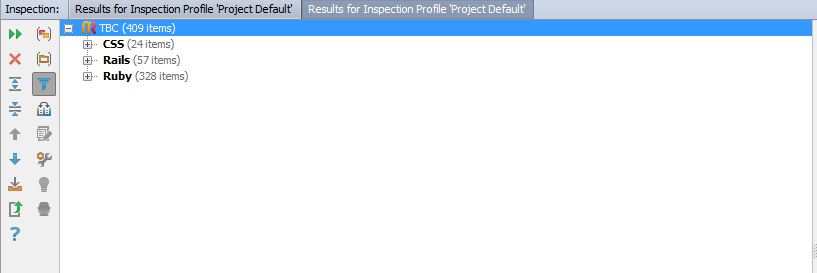 Inspection: Results for Inspection Profile 'Project Default' Results for Inspection Profile 'Project Default'
TBC (409 items)
CSS (24 items)
Rails (57 items)
Ruby (328 items)
?